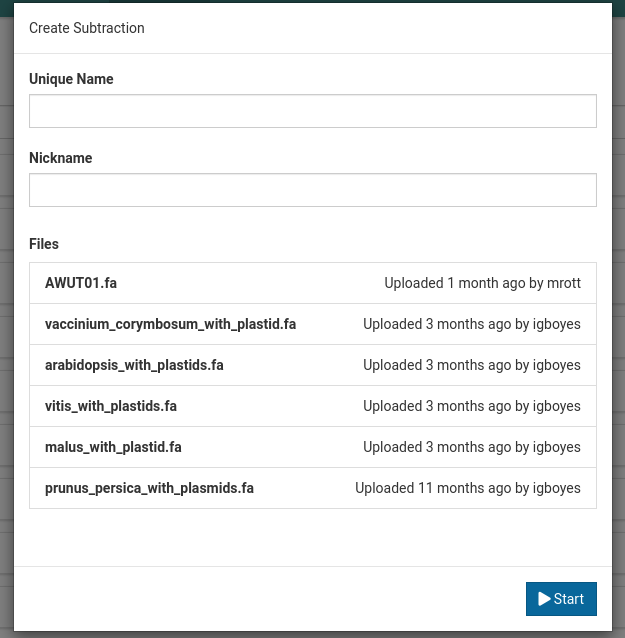 Create Subtraction
Unique Name
Nickname
Files
AWUT01.fa Uploaded 1 month ago by mrott
vaccinium_corymbosum_with_plastid.fa Uploaded 3 months ago by igboyes
arabidopsis_with_plastids.fa Uploaded 3 months ago by igboyes
vitis_with_plastids.fa Uploaded 3 months ago by igboyes
malus_with_plastid.fa Uploaded 3 months ago by igboyes
prunus_persica_with_plasmids.fa Uploaded 11 months ago by igboyes
Start